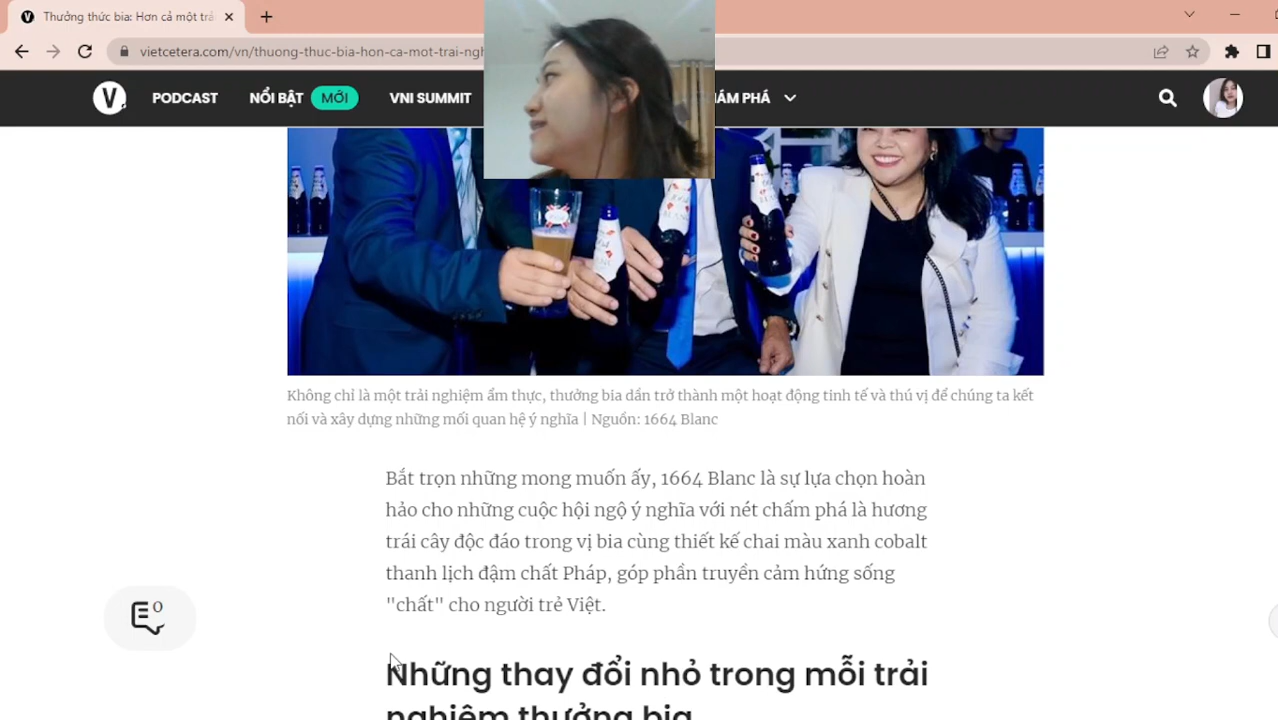 Thưởng thức bia: Hơn cả một trả
vietcetera.com/vn/thuong-thuc-bia-hon-ca-mot-trai-ngh
V.
PODCAST
NỔI BẬT
MỚI
VNI SUMMIT
ÁM PHÁ
Không chỉ là một trải nghiệm ẩm thực, thưởng bia dần trở thành một hoạt động tinh tế và thú vị để chúng ta kết
nối và xây dựng những mối quan hệ ý nghĩa | Nguồn: 1664 Blanc
Bắt trọn những mong muốn ấy, 1664 Blanc là sự lựa chọn hoàn
hảo cho những cuộc hội ngộ ý nghĩa với nét chấm phá là hương
trái cây độc đáo trong vị bia cùng thiết kế chai màu xanh cobalt
thanh lịch đậm chất Pháp, góp phần truyền cảm hứng sống
"chất" cho người trẻ Việt.
0
Những thay đổi nhỏ trong mỗi trải
nghiệm thưởng bia